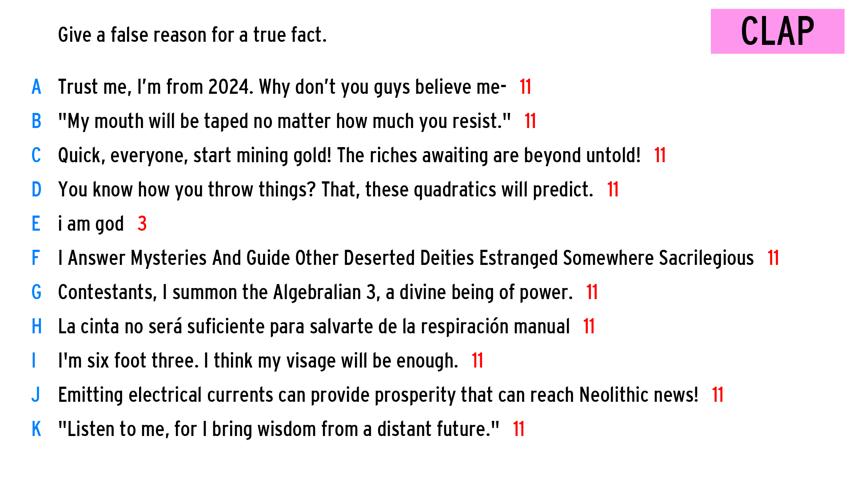 Give a false reason for a true fact.
CLAP
A Trust me, I'm from 2024. Why don't you guys believe me- 11
B "My mouth will be taped no matter how much you resist." 11
C Quick, everyone, start mining gold! The riches awaiting are beyond untold! 11
D You know how you throw things? That, these quadratics will predict. 11
E i am god 3
F I Answer Mysteries And Guide Other Deserted Deities Estranged Somewhere Sacrilegious 11
G Contestants, I summon the Algebralian 3, a divine being of power. 11
H La cinta no será suficiente para salvarte de la respiración manual 11
I I'm six foot three. I think my visage will be enough. 11
J Emitting electrical currents can provide prosperity that can reach Neolithic news! 11
K "Listen to me, for I bring wisdom from a distant future." 11